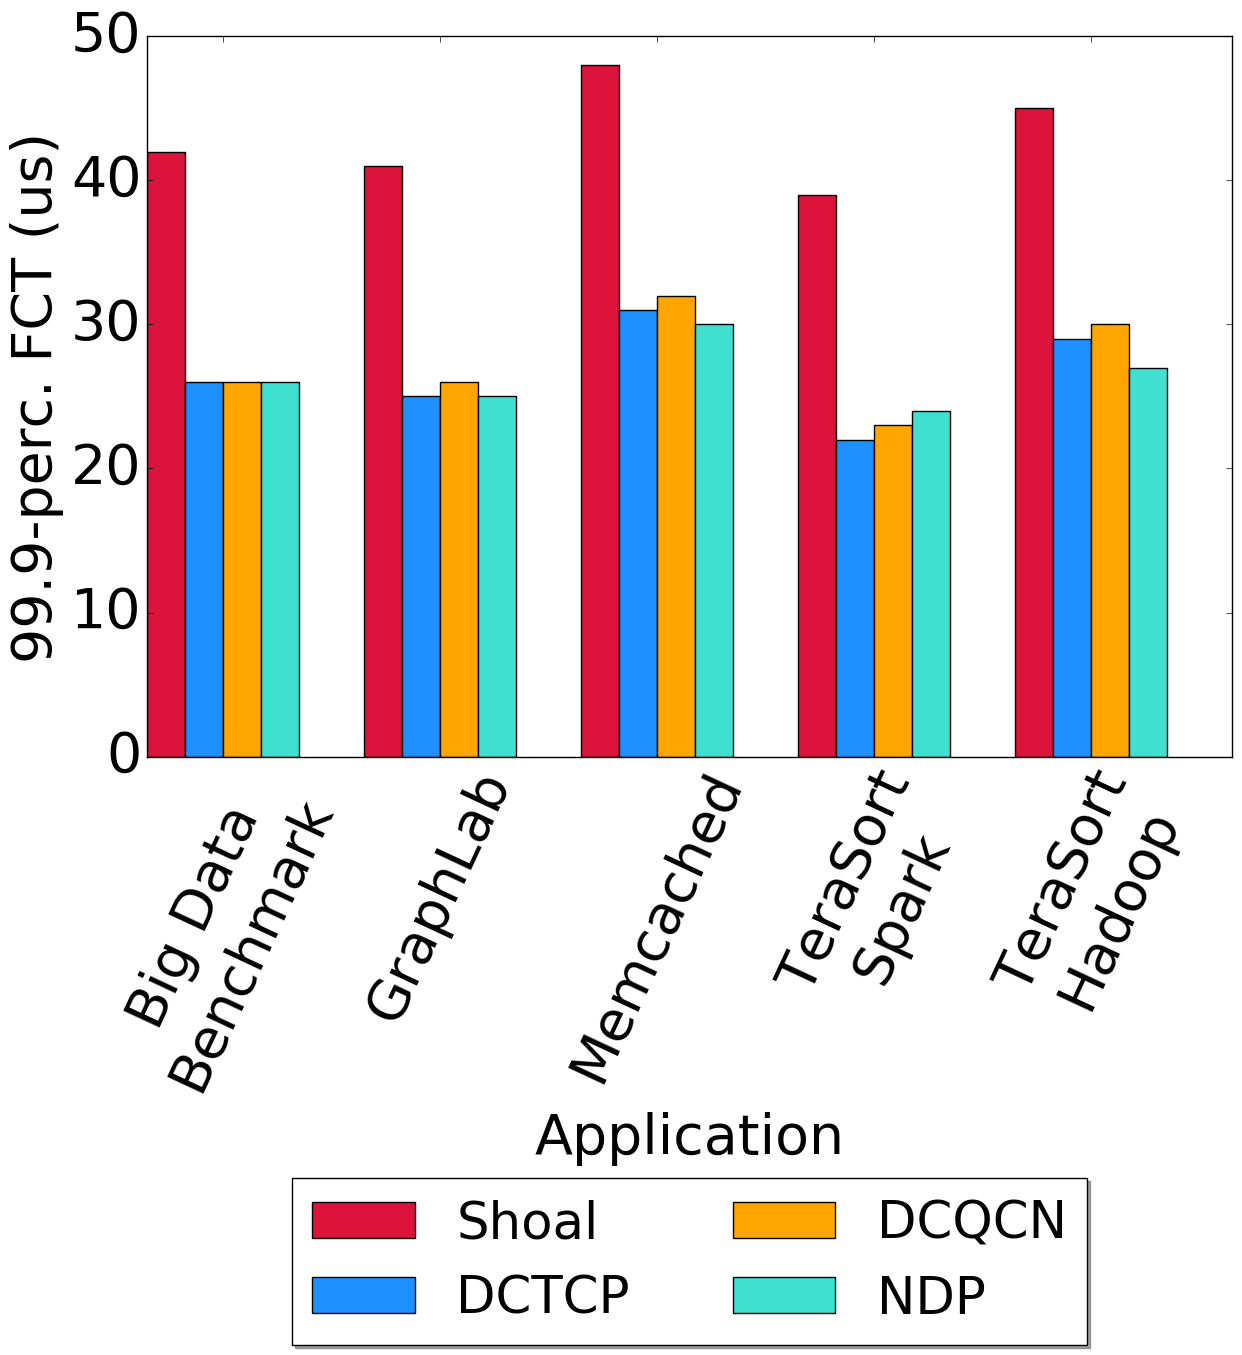 50
40
30
20
10
0
99.9-perc. FCT (us)
Big Data
Benchmark
GraphLab
Memcached
TeraSort
Spark
TeraSort
Hadoop
Application
Shoal
DCTCP
DCQCN
NDP